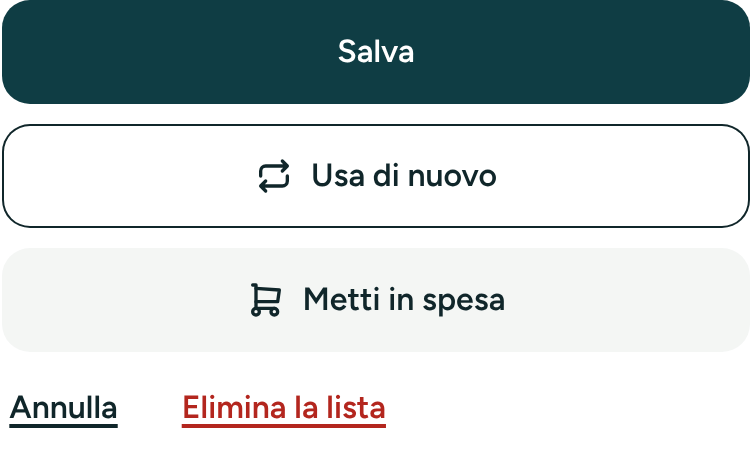 Salva
Usa di nuovo
Metti in spesa
Annulla Elimina la lista